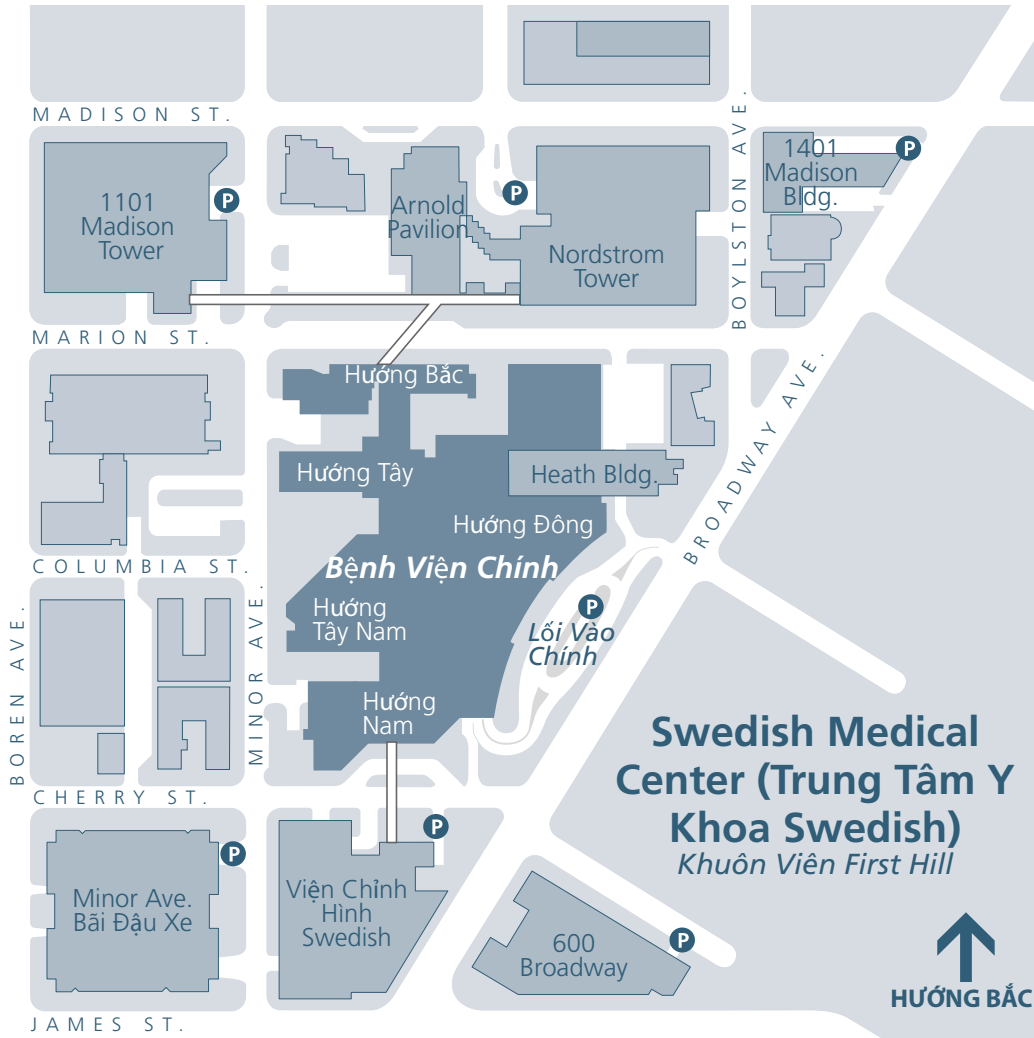 MADISON ST.
BOYLSTON AVE.
P
1401
Madison
Bldg.
1101
Madison
Tower
P
Arnold
Pavilion
P
Nordstrom
Tower
MARION ST.
BROADWAY AVE.
Hướng Bắc
Hướng Tây
Heath Bldg.
Hướng Đông
Bệnh Viện Chính
COLUMBIA ST.
BOREN AVE.
MINOR AVE.
Hướng
Tây Nam
P
Lối Vào
Chính
Hướng
Nam
Swedish Medical
Center (Trung Tâm Y
Khoa Swedish)
Khuôn Viên First Hill
CHERRY ST.
P
P
Minor Ave.
Bãi Đậu Xe
Viện Chỉnh
Hình
Swedish
600
Broadway
P
HƯỚNG BẮC
JAMES ST.